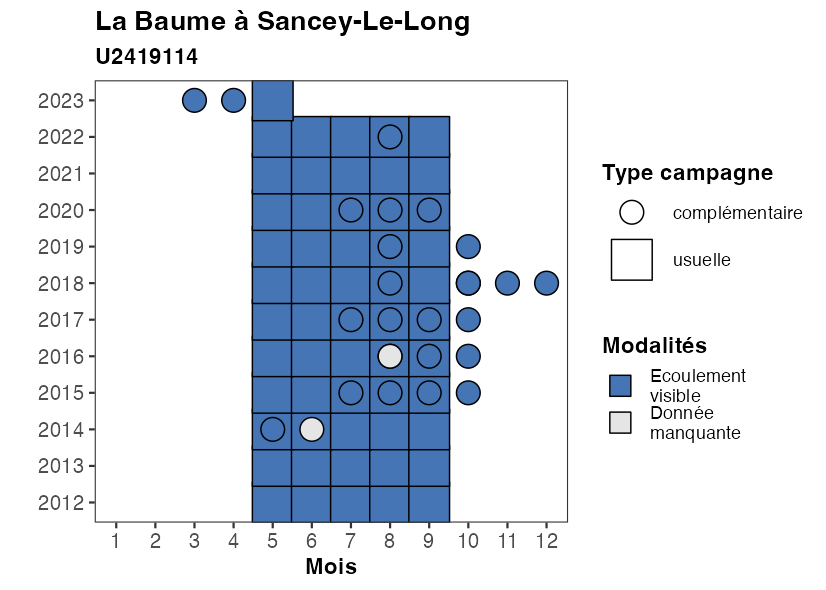 La Baume à Sancey-Le-Long
U2419114
2023
2022
2021
2020
2019
2018
2017
2016
2015
2014
2013
2012
1 2 3 4 5 6 7 8 9 10 11 12
Mois
Type campagne
complémentaire
usuelle
Modalités
Ecoulement
visible
Donnée
manquante